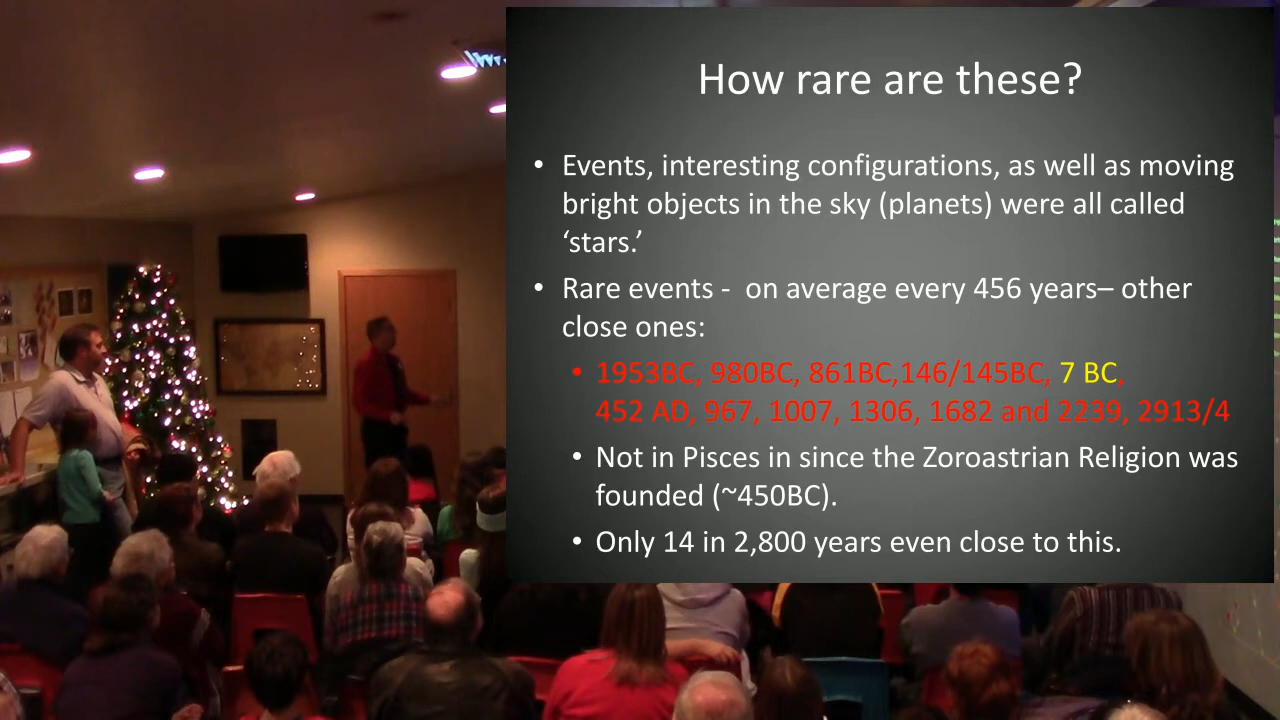 How rare are these?
• Events, interesting configurations, as well as moving
bright objects in the sky (planets) were all called
‘stars.’
• Rare events -  on average every 456 years– other
close ones:
• 1953BC, 980BC, 861BC,146/145BC, 7 BC,
452 AD, 967, 1007, 1306, 1682 and 2239, 2913/4
• Not in Pisces in since the Zoroastrian Religion was
founded (~450BC).
• Only 14 in 2,800 years even close to this.